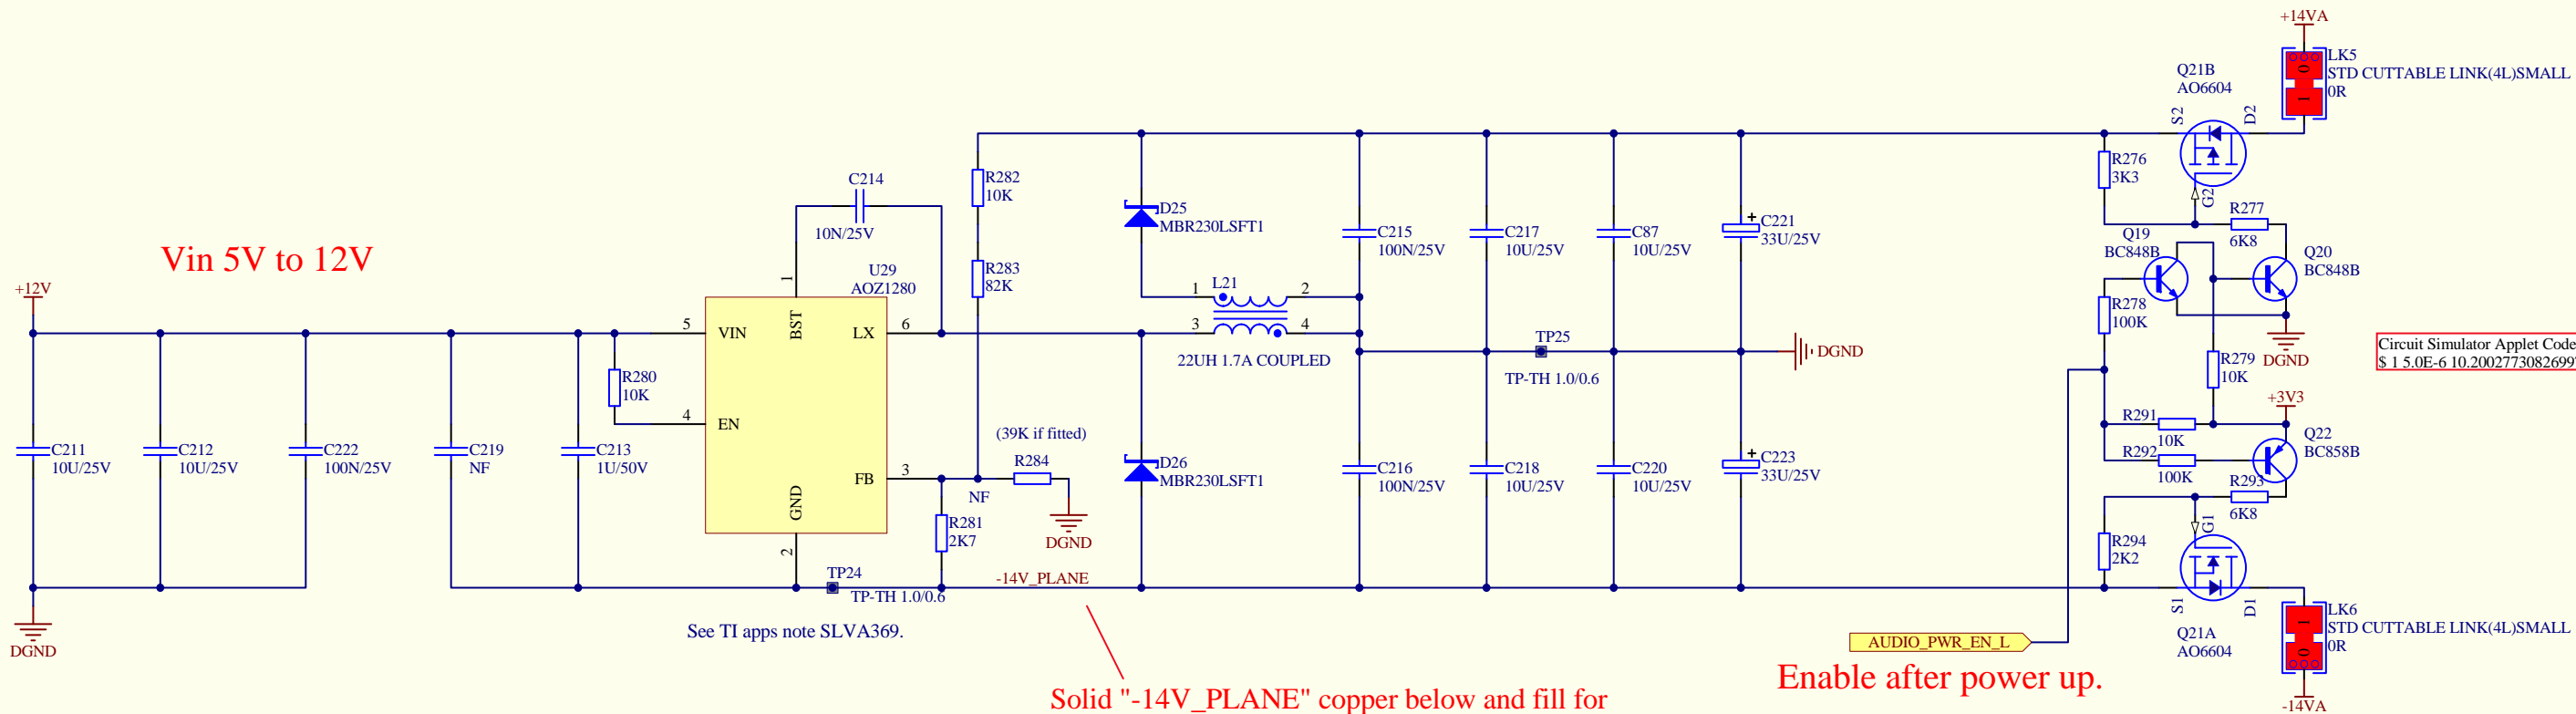 +14VA
LK5
STD CUTTABLE LINK(4L)SMALL
0R
0
1
Q21B
AO6604
S2
D2
G2
R276
3K3
R277
6K8
Q19
BC848B
Q20
BC848B
DGND
R278
100K
R279
10K
Circuit Simulator Applet Code
+3V3
R291
10K
R292
100K
Q22
BC858B
R293
6K8
R294
2K2
G1
S1
D1
Q21A
AO6604
LK6
STD CUTTABLE LINK(4L)SMALL
0R
1
0
-14VA
AUDIO_PWR_EN_L
Enable after power up.
Vin 5V to 12V
+12V
C211
10U/25V
C212
10U/25V
C222
100N/25V
C219
NF
C213
1U/50V
DGND
R280
10K
C214
10N/25V
U29
AOZ1280
5
VIN
1
BST
LX
6
4
EN
FB
3
GND
2
R282
10K
R283
82K
(39K if fitted)
R284
NF
R281
2K7
DGND
TP24
TP-TH 1.0/0.6
-14V_PLANE
See TI apps note SLVA369.
Solid "-14V_PLANE" copper below and fill for
D25
MBR230LSFT1
L21
1
2
3
4
22UH 1.7A COUPLED
D26
MBR230LSFT1
C215
100N/25V
C217
10U/25V
C87
10U/25V
+
C221
33U/25V
TP25
TP-TH 1.0/0.6
DGND
C216
100N/25V
C218
10U/25V
C220
10U/25V
+
C223
33U/25V